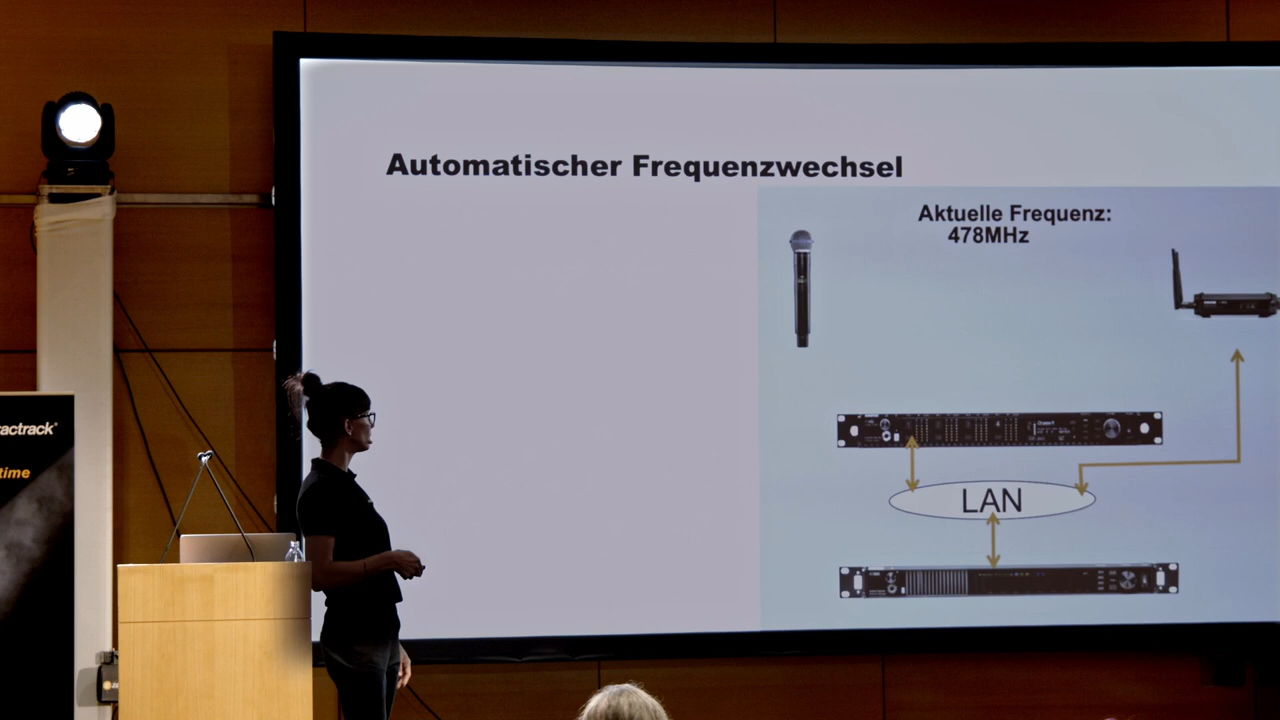 Automatischer Frequenzwechsel
Aktuelle Frequenz:
478MHz
LAN
actrack
time